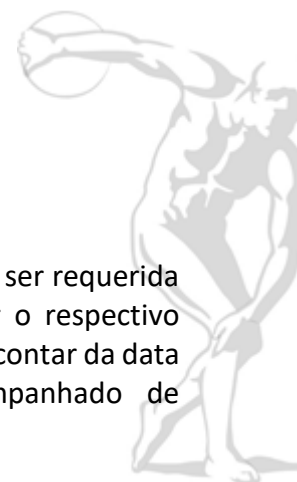 ser requerida
o respectivo
contar da data
mpanhado de